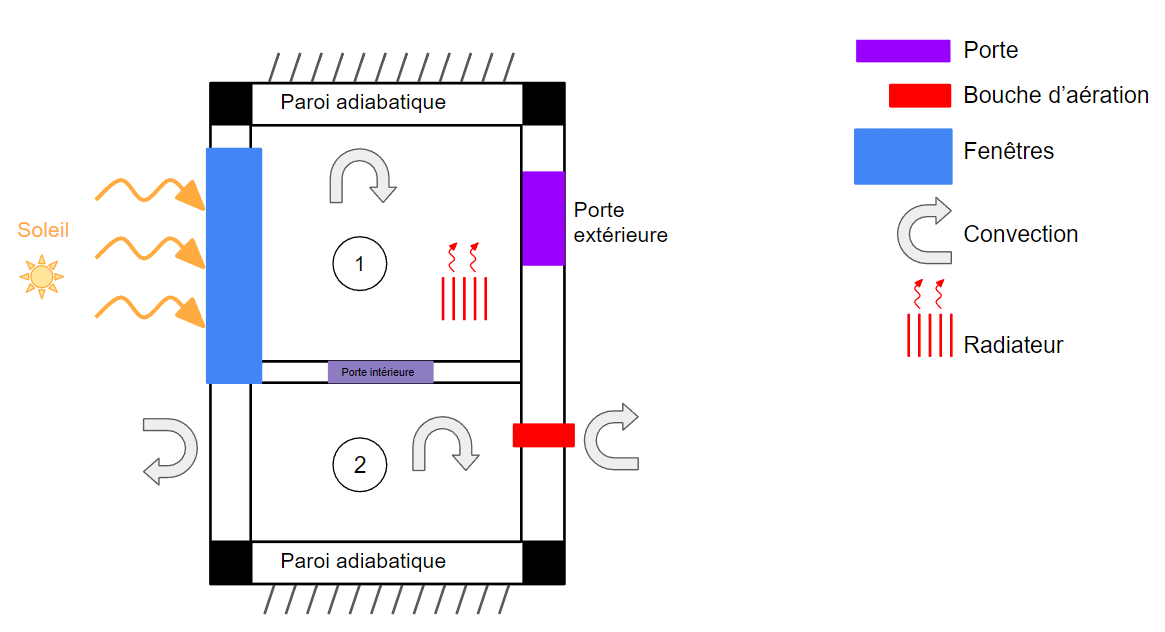 Paroi adiabatique
Soleil
1
Porte
extérieure
Porte intérieure
2
Paroi adiabatique
Porte
Bouche d'aération
Fenêtres
Convection
Radiateur